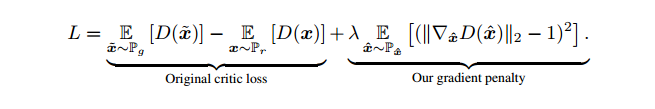 L = 𝔼_{x̃∼ℙ_g} [D(x̃)] − 𝔼_{x∼ℙ_r} [D(x)] + λ 𝔼_{x̂∼ℙ_x̂} [(‖∇_x̂ D(x̂)‖₂ − 1)²] .
Original critic loss Our gradient penalty